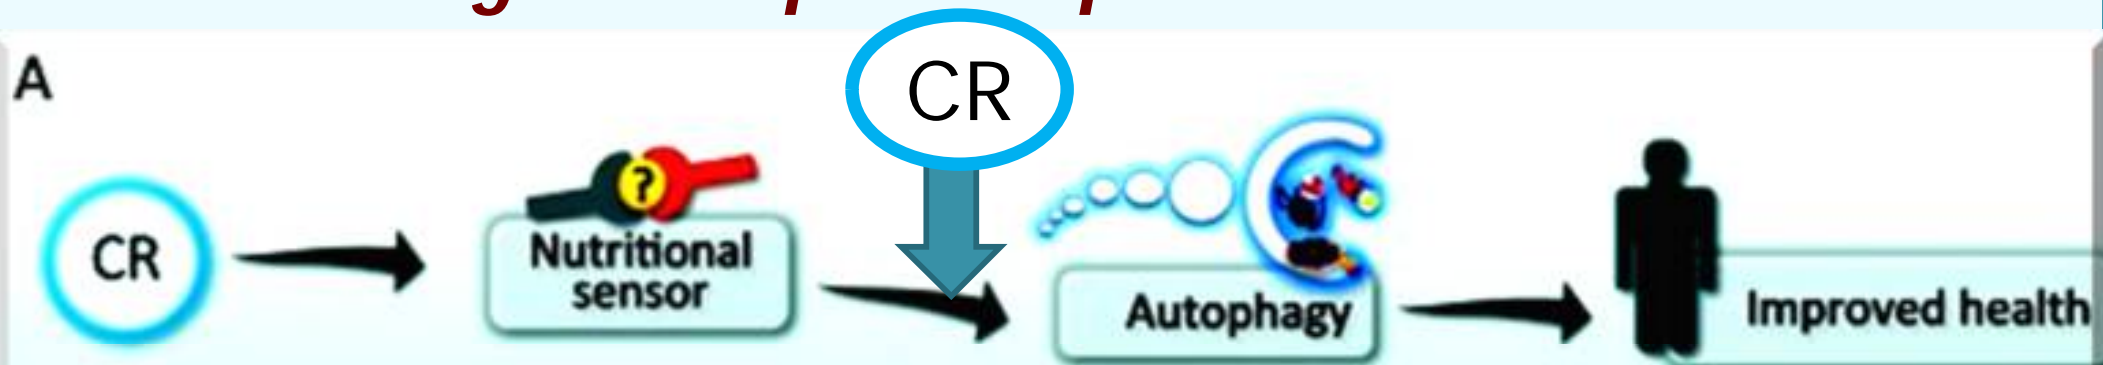 A
CR
CR
?
Nutritional
sensor
Autophagy
Improved health